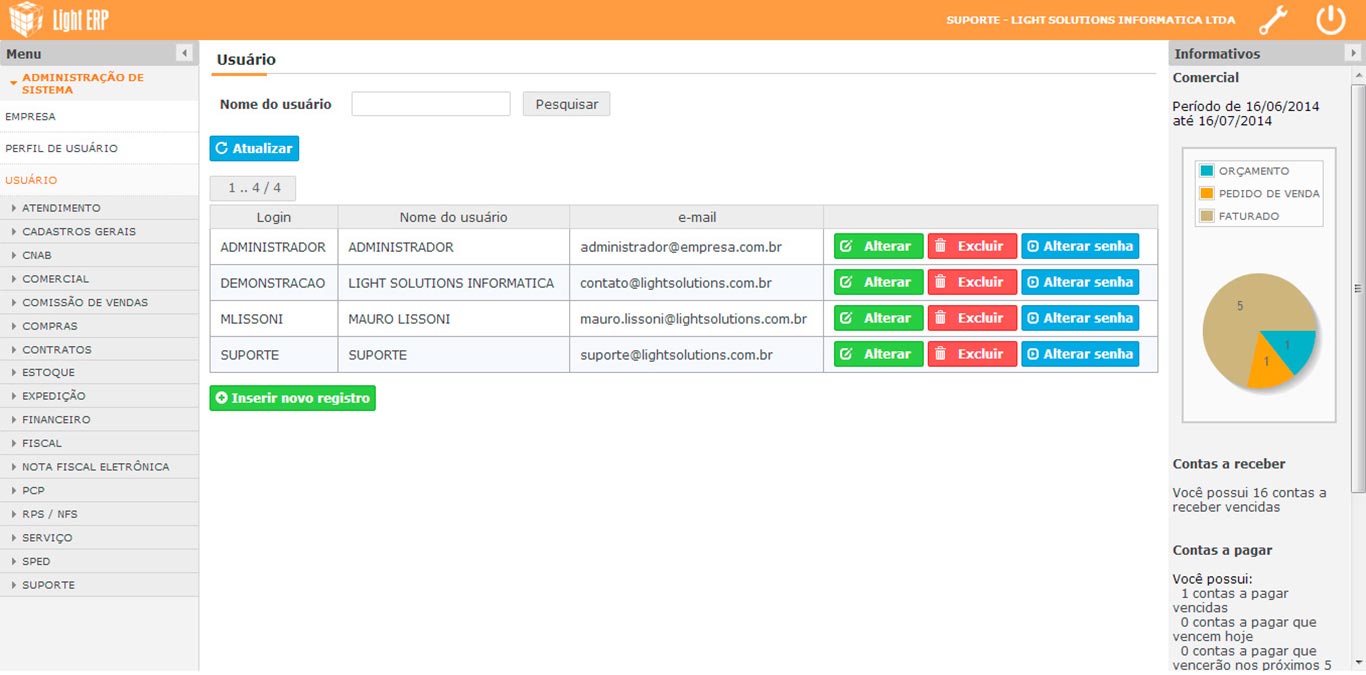 Light ERP
SUPORTE - LIGHT SOLUTIONS INFORMATICA LTDA
Menu
ADMINISTRAÇÃO DE
SISTEMA
EMPRESA
PERFIL DE USUÁRIO
USUÁRIO
ATENDIMENTO
CADASTROS GERAIS
CNAB
COMERCIAL
COMISSÃO DE VENDAS
COMPRAS
CONTRATOS
ESTOQUE
EXPEDIÇÃO
FINANCEIRO
FISCAL
NOTA FISCAL ELETRÔNICA
PCP
RPS / NFS
SERVIÇO
SPED
SUPORTE
Usuário
Nome do usuário Pesquisar
Atualizar
1 .. 4 / 4
Login Nome do usuário e-mail
ADMINISTRADOR ADMINISTRADOR administrador@empresa.com.br Alterar Excluir Alterar senha
DEMONSTRACAO LIGHT SOLUTIONS INFORMATICA contato@lightsolutions.com.br Alterar Excluir Alterar senha
MLISSONI MAURO LISSONI mauro.lissoni@lightsolutions.com.br Alterar Excluir Alterar senha
SUPORTE SUPORTE suporte@lightsolutions.com.br Alterar Excluir Alterar senha
Inserir novo registro
Informativos
Comercial
Período de 16/06/2014
até 16/07/2014
ORÇAMENTO
PEDIDO DE VENDA
FATURADO
5
1
1
Contas a receber
Você possui 16 contas a
receber vencidas
Contas a pagar
Você possui:
1 contas a pagar
vencidas
0 contas a pagar que
vencem hoje
0 contas a pagar que
vencerão nos próximos 5